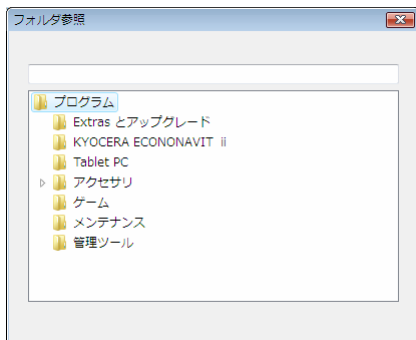 フォルダ参照
プログラム
Extras とアップグレード
KYOCERA ECONONAVIT ii
Tablet PC
アクセサリ
ゲーム
メンテナンス
管理ツール